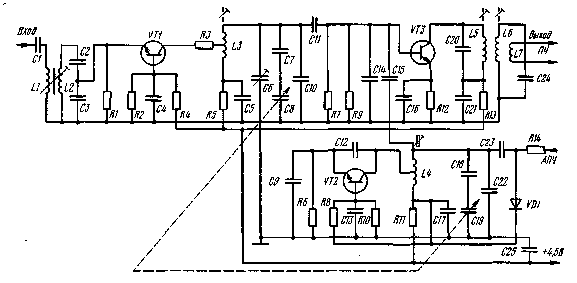 Вход
C1
L1
L2
C2
C3
R1
VT1
R2
C4
R4
R3
L3
R5
C5
C6
C7
C8
C10
C11
R7
R9
C14
C15
VT3
C16
R12
C20
C21
L5
R13
L6
L7
Выход
ПЧ
C24
C9
R6
C12
VT2
R8
C13
R10
L4
R11
C17
C18
C19
C22
C23
VD1
R14
АПЧ
C25
+4,5В